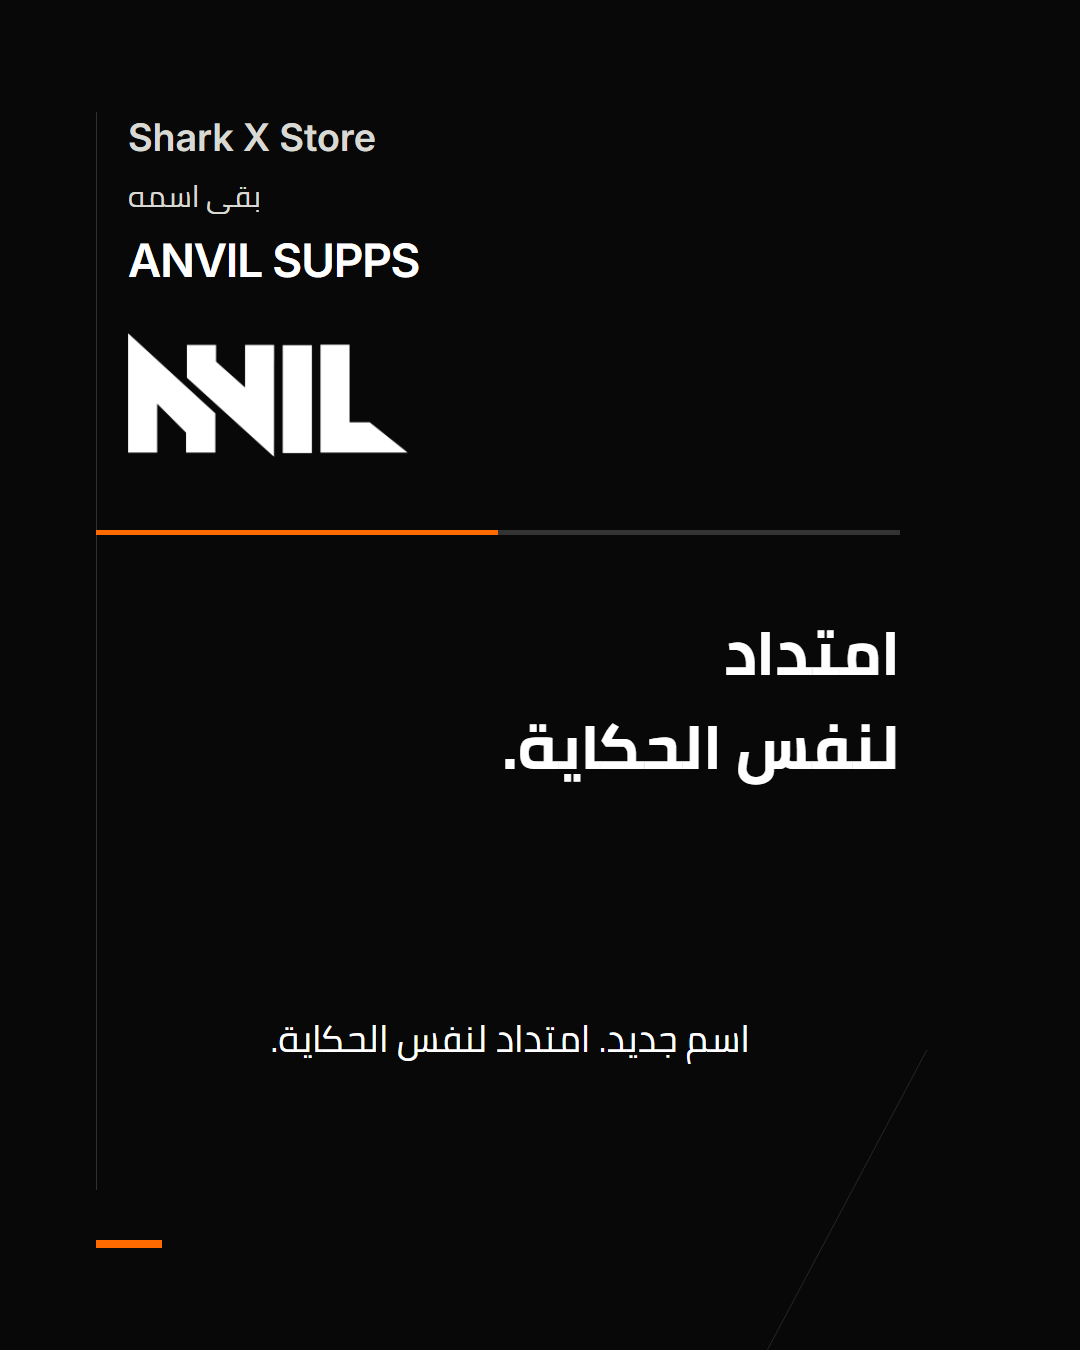 Shark X Store
بقى اسمه
ANVIL SUPPS
ANVIL
امتداد
لنفس الحكاية.
اسم جديد. امتداد لنفس الحكاية.